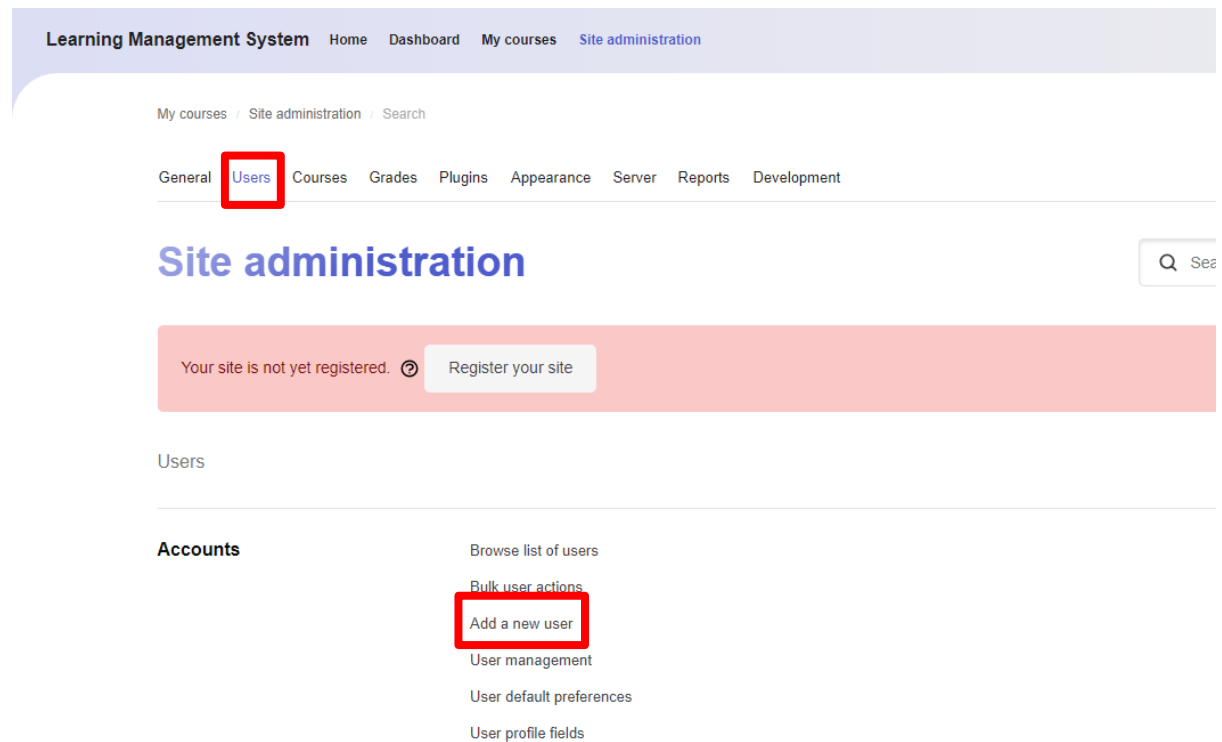 Learning Management System Home Dashboard My courses Site administration
My courses / Site administration / Search
General Users Courses Grades Plugins Appearance Server Reports Development
Site administration
Sea
Your site is not yet registered. Register your site
Users
Accounts
Browse list of users
Bulk user actions
Add a new user
User management
User default preferences
User profile fields